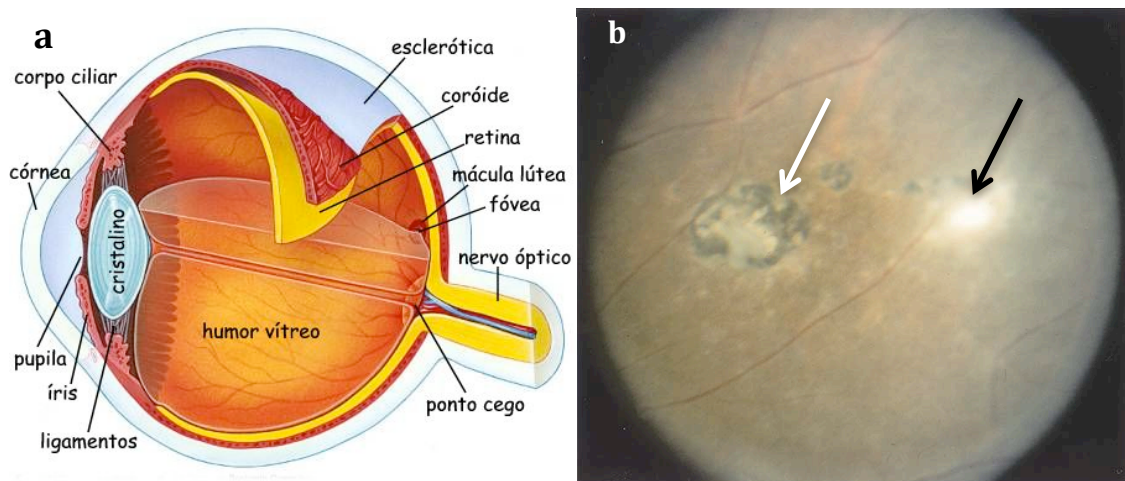 a
esclerótica
corpo ciliar
coróide
retina
córnea
mácula lútea
fóvea
cristalino
nervo óptico
humor vítreo
pupila
íris
ponto cego
ligamentos
b